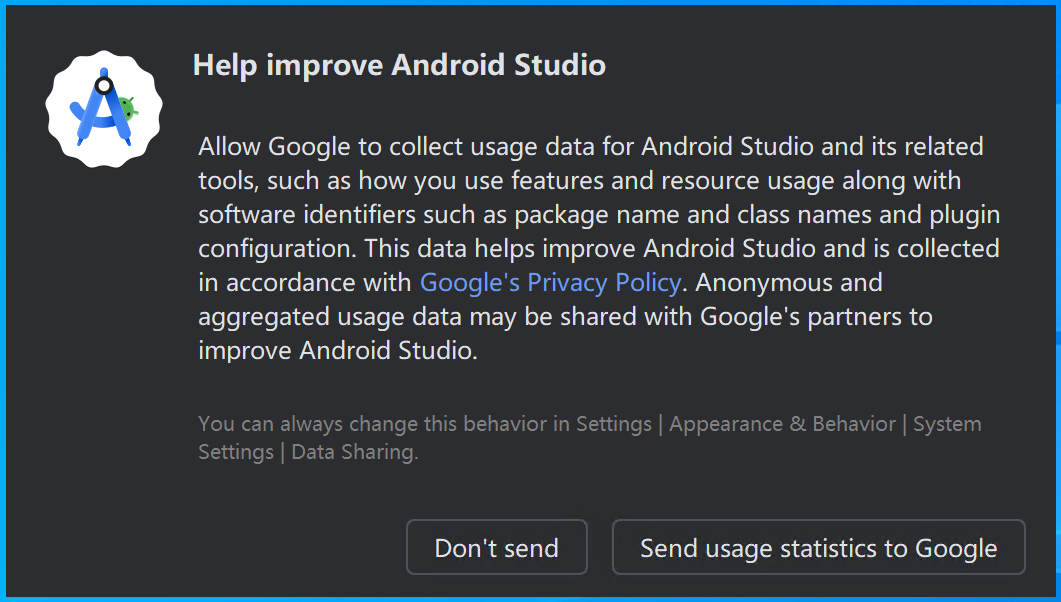 Help improve Android Studio
Allow Google to collect usage data for Android Studio and its related
tools, such as how you use features and resource usage along with
software identifiers such as package name and class names and plugin
configuration. This data helps improve Android Studio and is collected
in accordance with Google's Privacy Policy. Anonymous and
aggregated usage data may be shared with Google's partners to
improve Android Studio.
You can always change this behavior in Settings | Appearance & Behavior | System
Settings | Data Sharing.
Don't send
Send usage statistics to Google